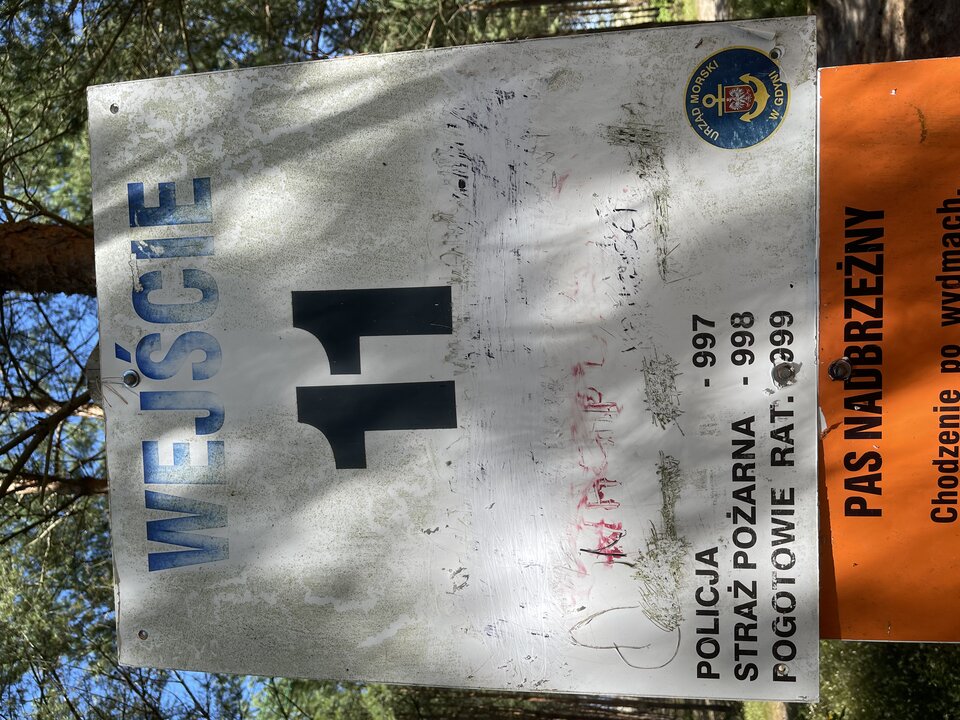 WEJŚCIE
11
POLICJA - 997
STRAŻ POŻARNA - 998
POGOTOWIE RAT. - 999
URZĄD MORSKI
W GDYNI
PAS NADBRZEŻNY
Chodzenie po wydmach,